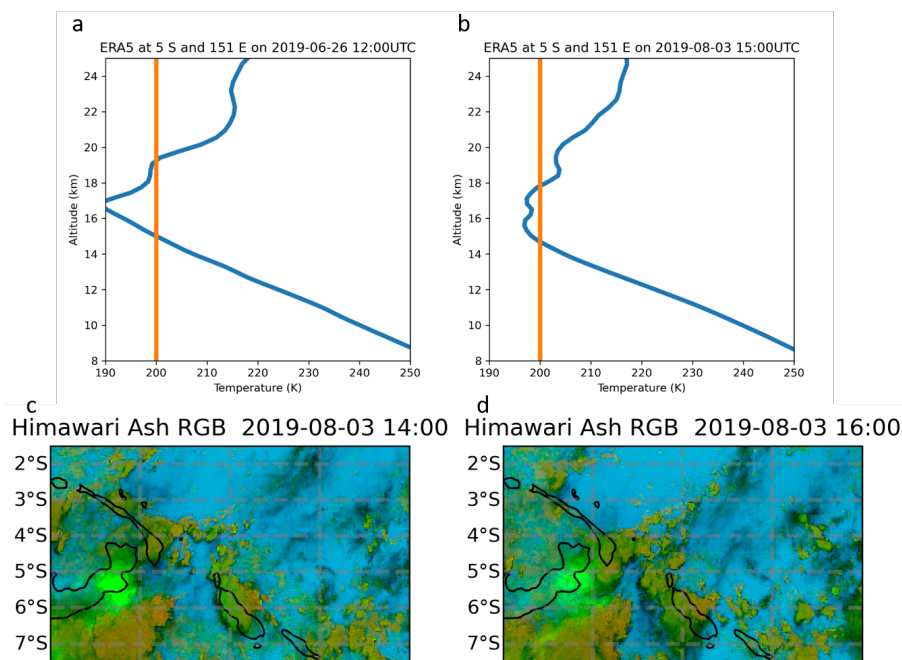 a
b
ERA5 at 5 S and 151 E on 2019-06-26 12:00UTC
ERA5 at 5 S and 151 E on 2019-08-03 15:00UTC
24
22
20
18
16
14
12
10
8
Altitude (km)
190 200 210 220 230 240 250
Temperature (K)
24
22
20
18
16
14
12
10
8
Altitude (km)
190 200 210 220 230 240 250
Temperature (K)
c
d
Himawari Ash RGB 2019-08-03 14:00
Himawari Ash RGB 2019-08-03 16:00
2°S
3°S
4°S
5°S
6°S
7°S
2°S
3°S
4°S
5°S
6°S
7°S